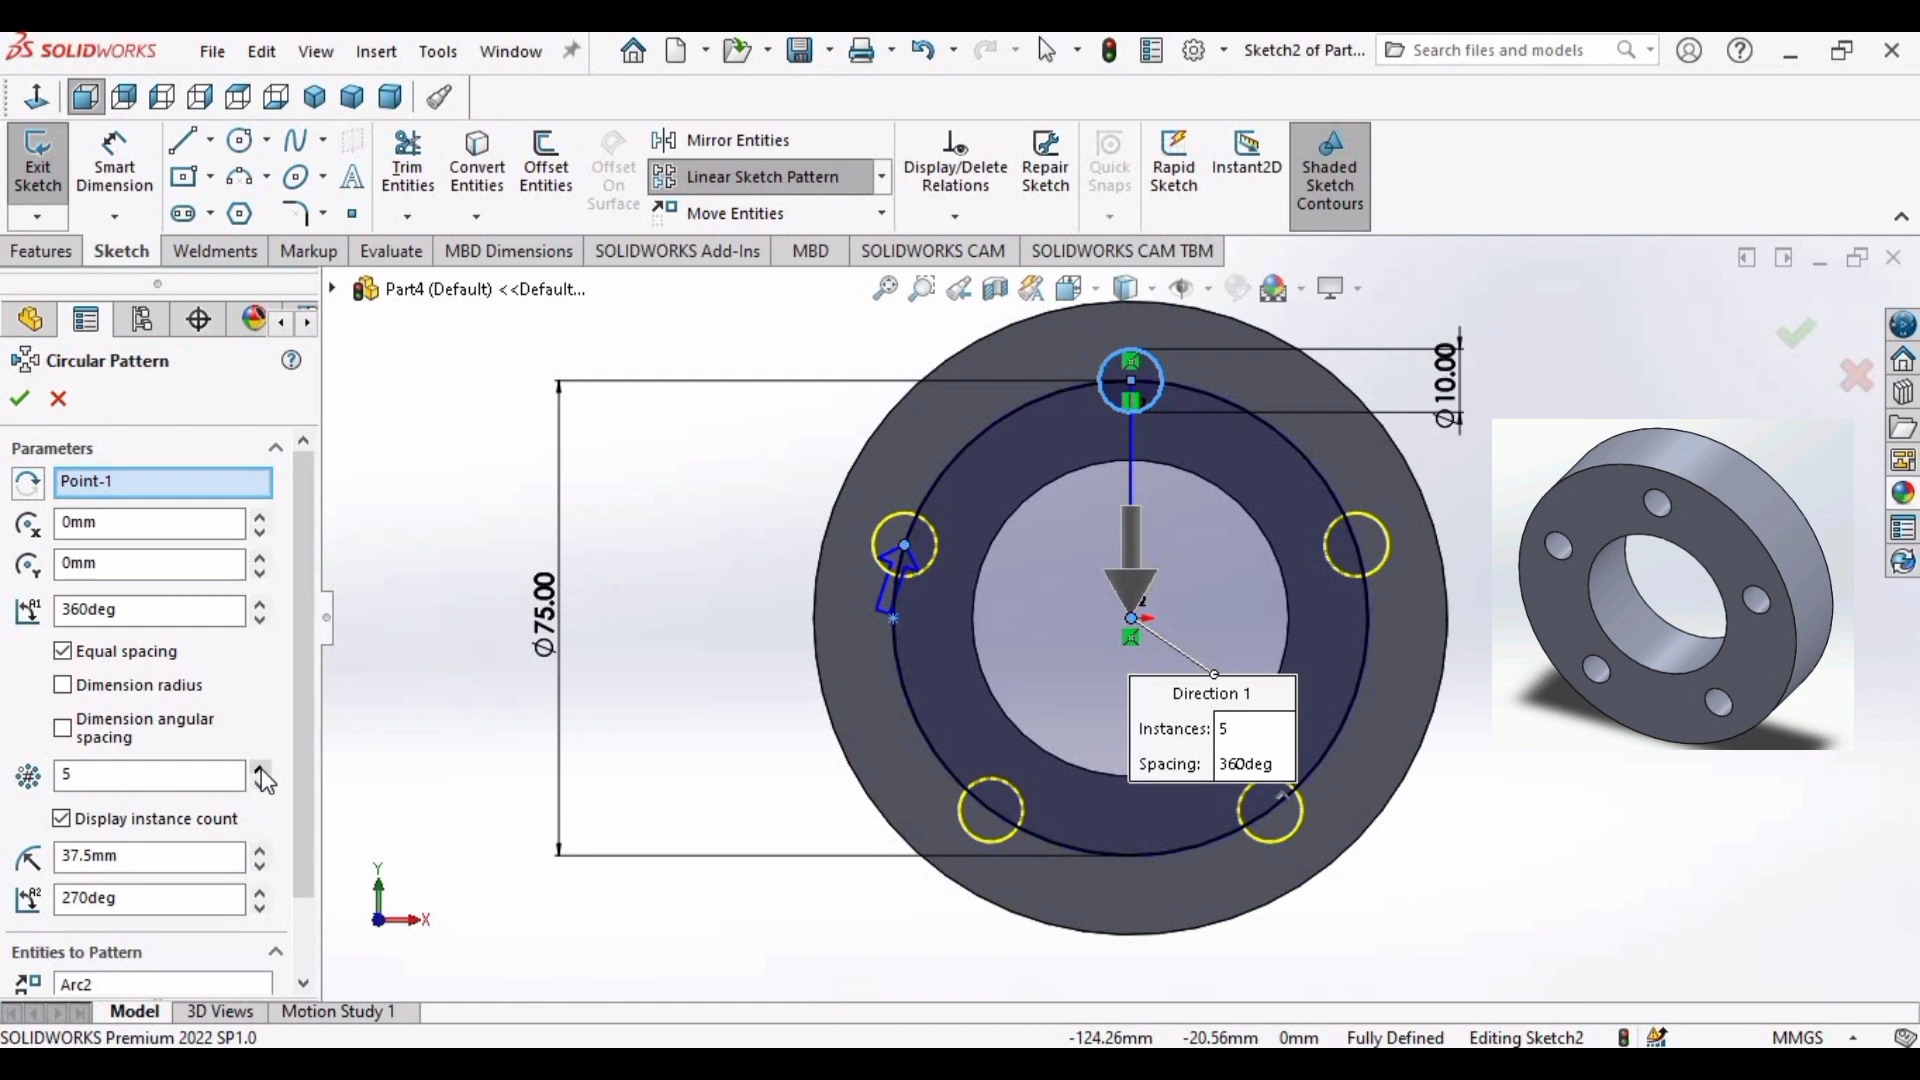 SOLIDWORKS File Edit View Insert Tools Window Sketch2 of Part... Search files and models
Exit Sketch
Smart Dimension
Trim Entities
Convert Entities
Offset Entities
Offset On Surface
Mirror Entities
Linear Sketch Pattern
Move Entities
Display/Delete Relations
Repair Sketch
Quick Snaps
Rapid Sketch
Instant2D
Shaded Sketch Contours
Features Sketch Weldments Markup Evaluate MBD Dimensions SOLIDWORKS Add-Ins MBD SOLIDWORKS CAM SOLIDWORKS CAM TBM
Part4 (Default) <<Default...
Circular Pattern
Parameters
Point-1
0mm
0mm
360deg
Equal spacing
Dimension radius
Dimension angular
spacing
5
Display instance count
37.5mm
270deg
Entities to Pattern
Arc2
∅75.00
∅10.00
Direction 1
Instances: 5
Spacing: 360deg
Y
X
Model 3D Views Motion Study 1
SOLIDWORKS Premium 2022 SP1.0 -124.26mm -20.56mm 0mm Fully Defined Editing Sketch2 MMGS